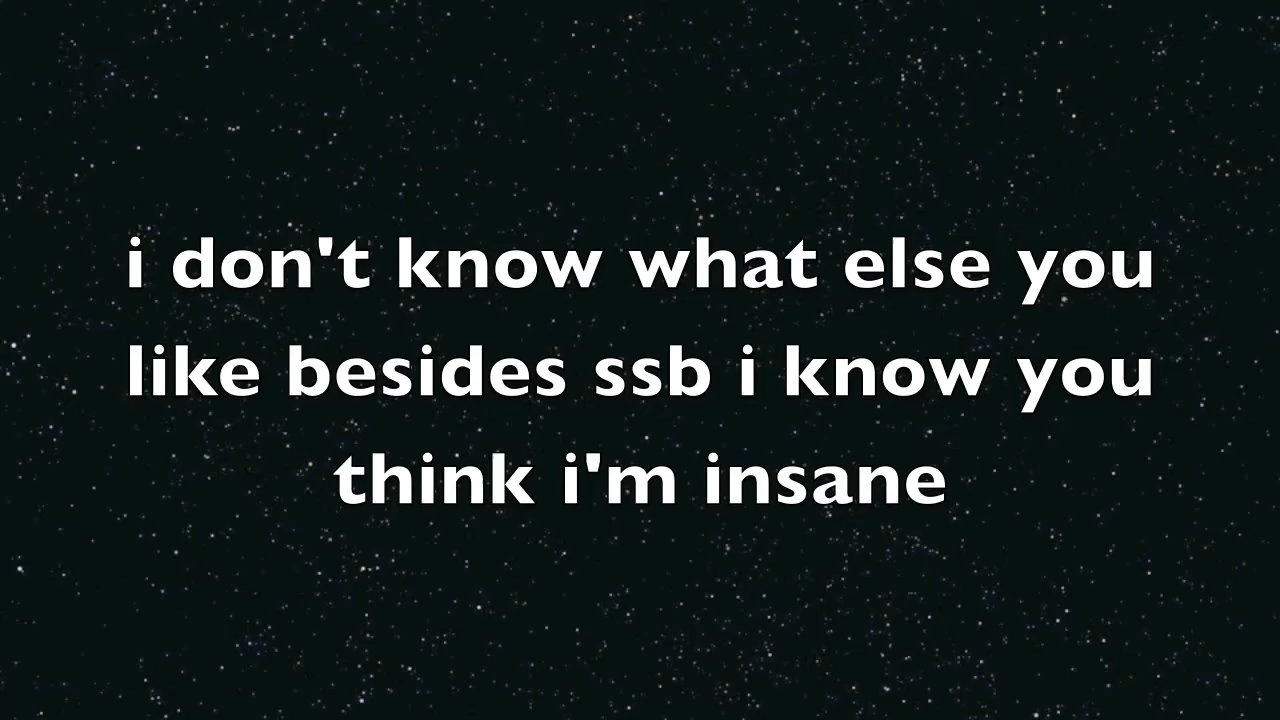 i don't know what else you
like besides ssb i know you
think i'm insane